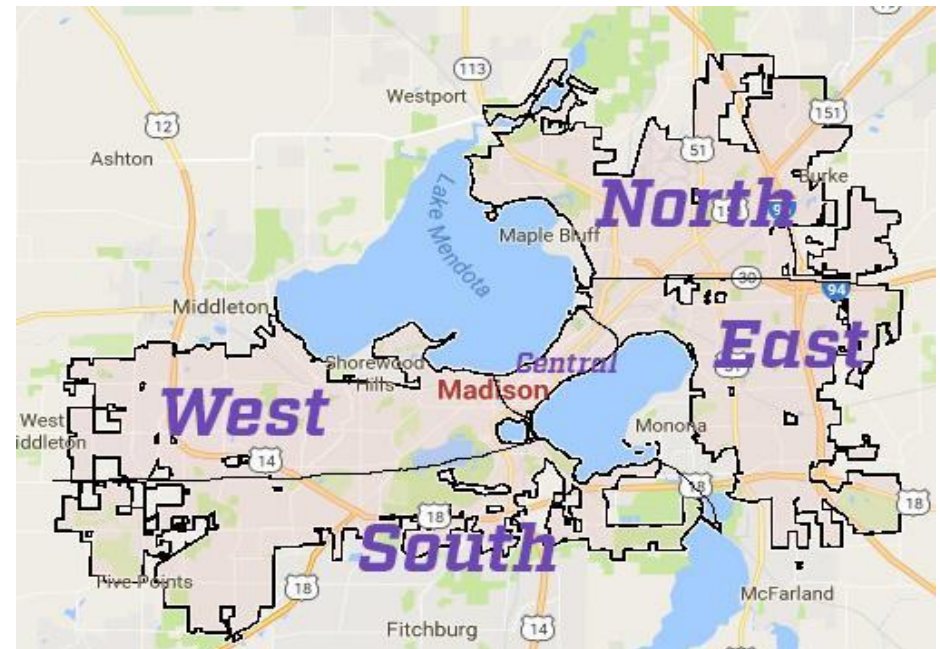 113
Westport
12
151
51
Ashton
Burke
North
Lake Mendota
Maple Bluff
30
94
Middleton
East
Shorewood
Hills
Central
Madison
West
West
iddleton
Monona
14
18
18
18
South
Five Points
18
McFarland
Fitchburg
14